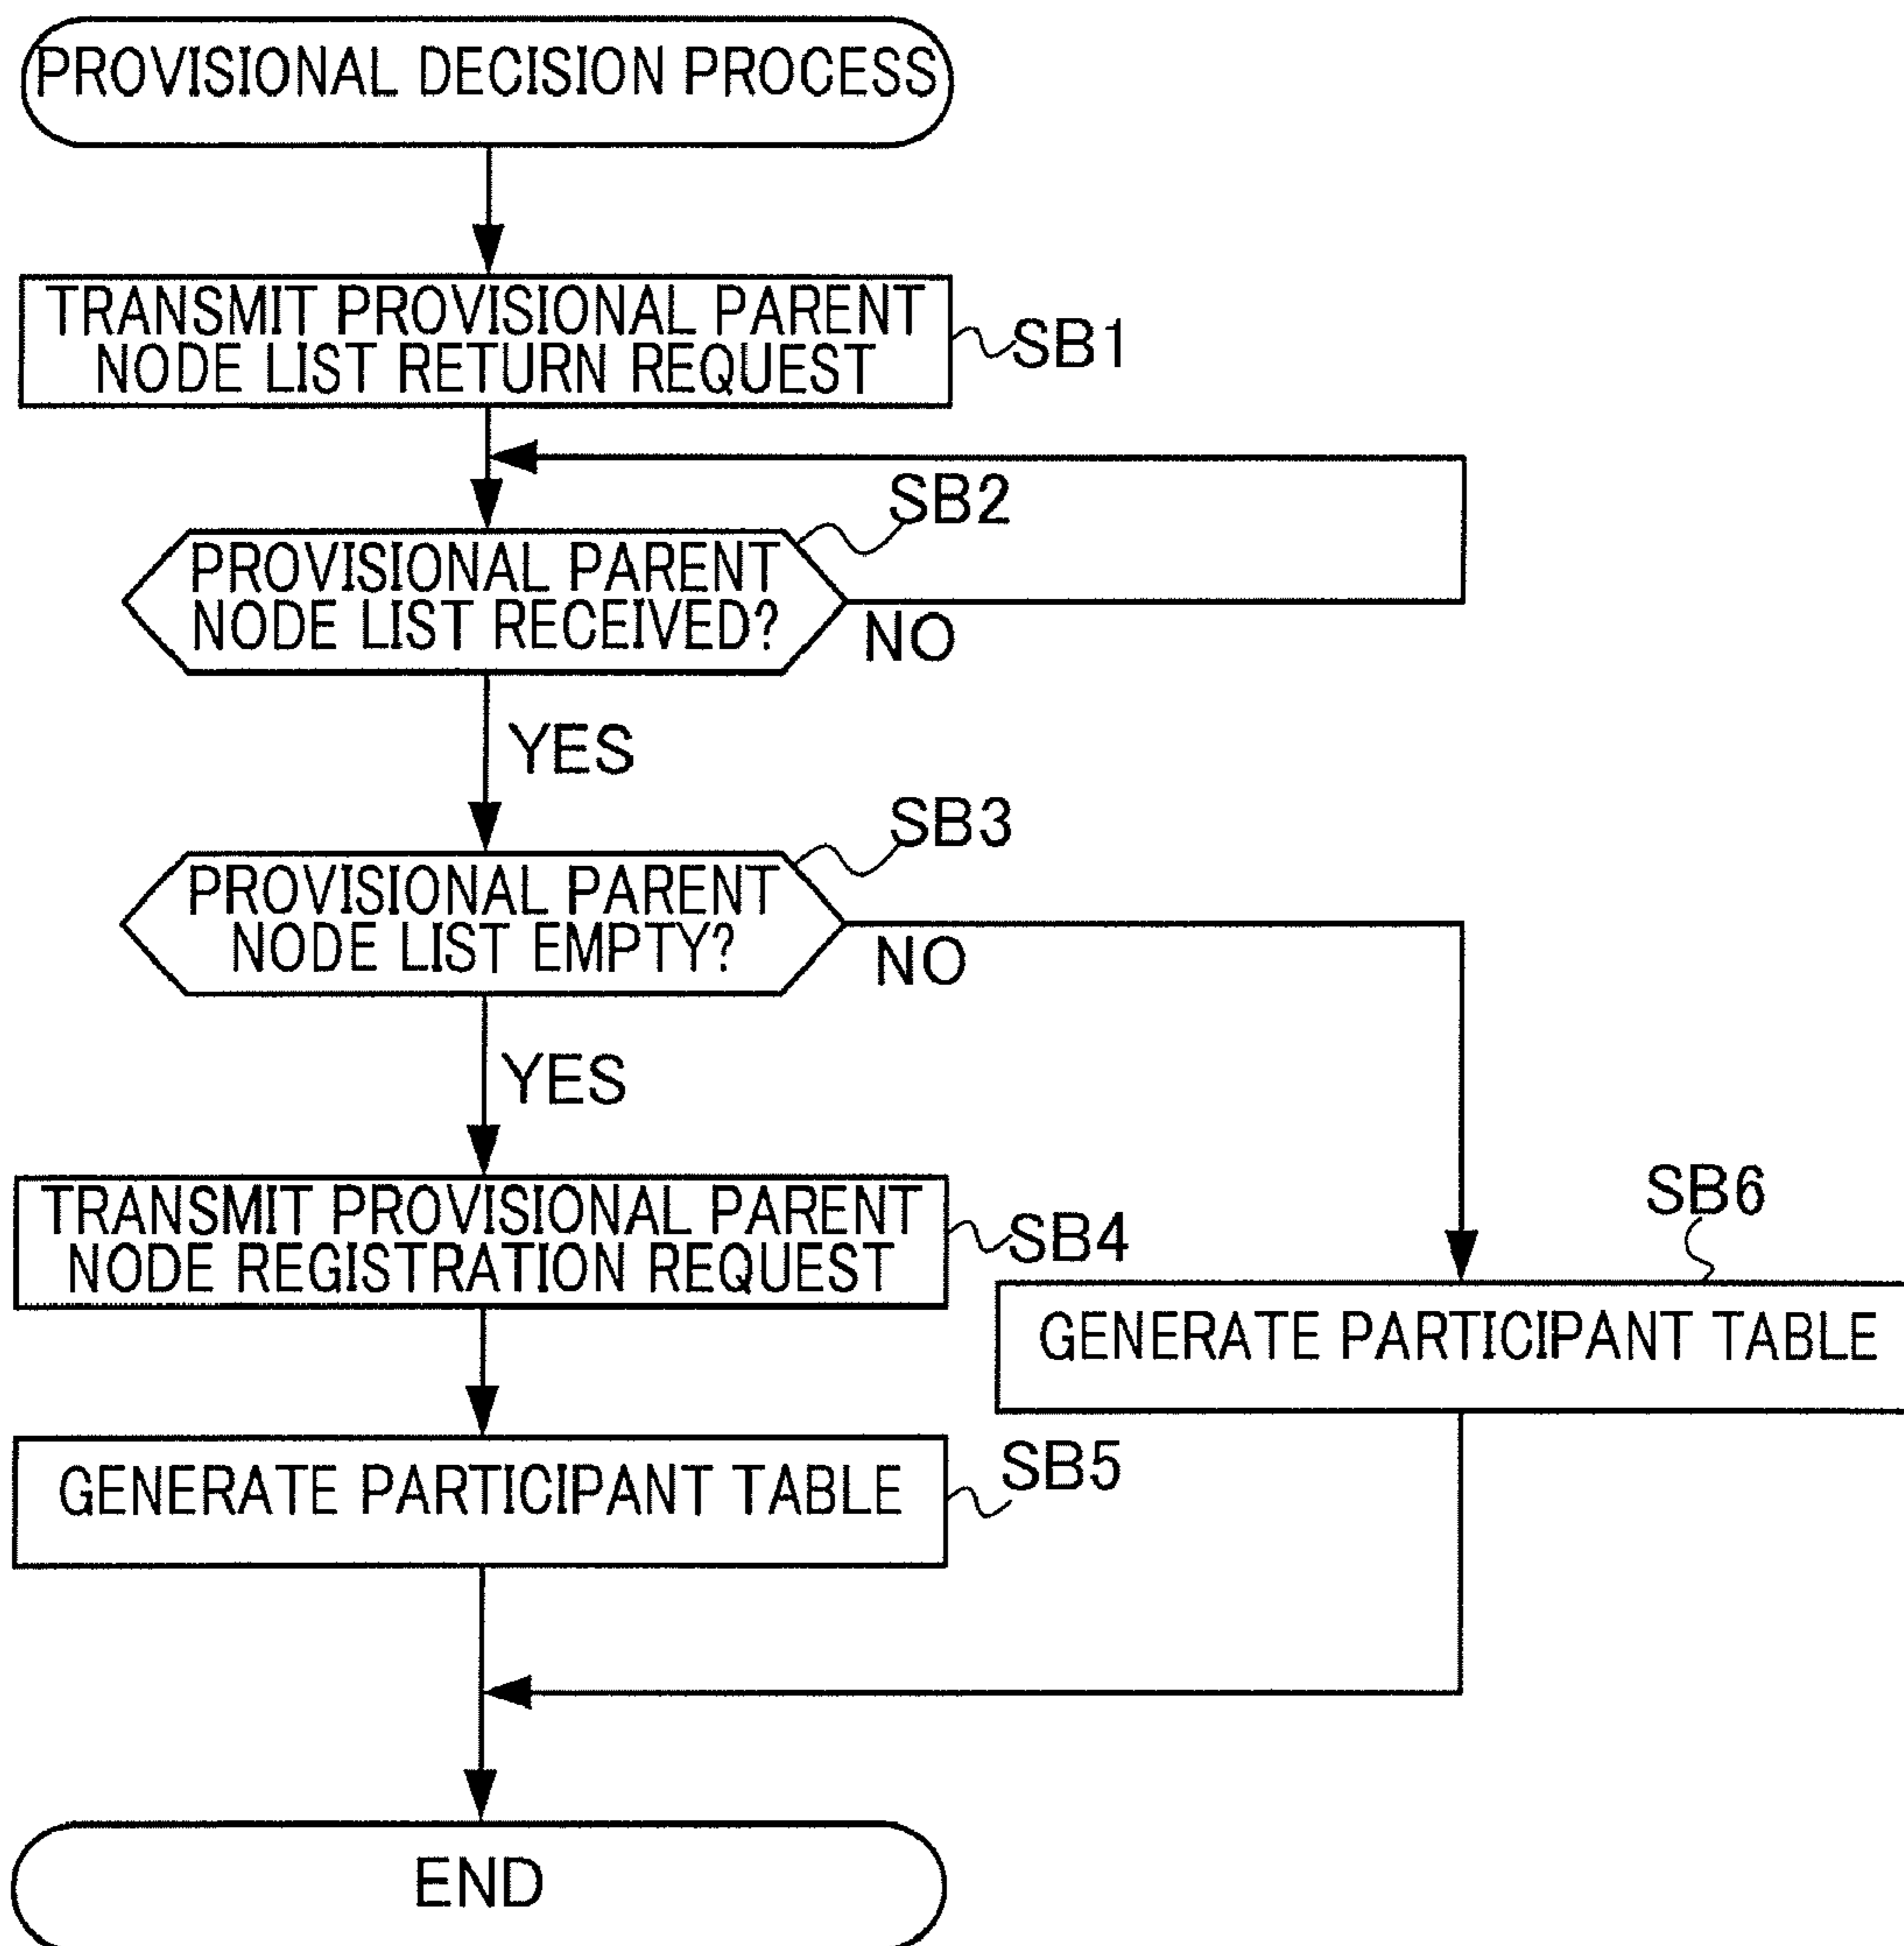 PROVISIONAL DECISION PROCESS
TRANSMIT PROVISIONAL PARENT
NODE LIST RETURN REQUEST
SB1
SB2
PROVISIONAL PARENT
NODE LIST RECEIVED?
NO
YES
SB3
PROVISIONAL PARENT
NODE LIST EMPTY?
NO
YES
TRANSMIT PROVISIONAL PARENT
NODE REGISTRATION REQUEST
SB4
SB6
GENERATE PARTICIPANT TABLE
GENERATE PARTICIPANT TABLE
SB5
END